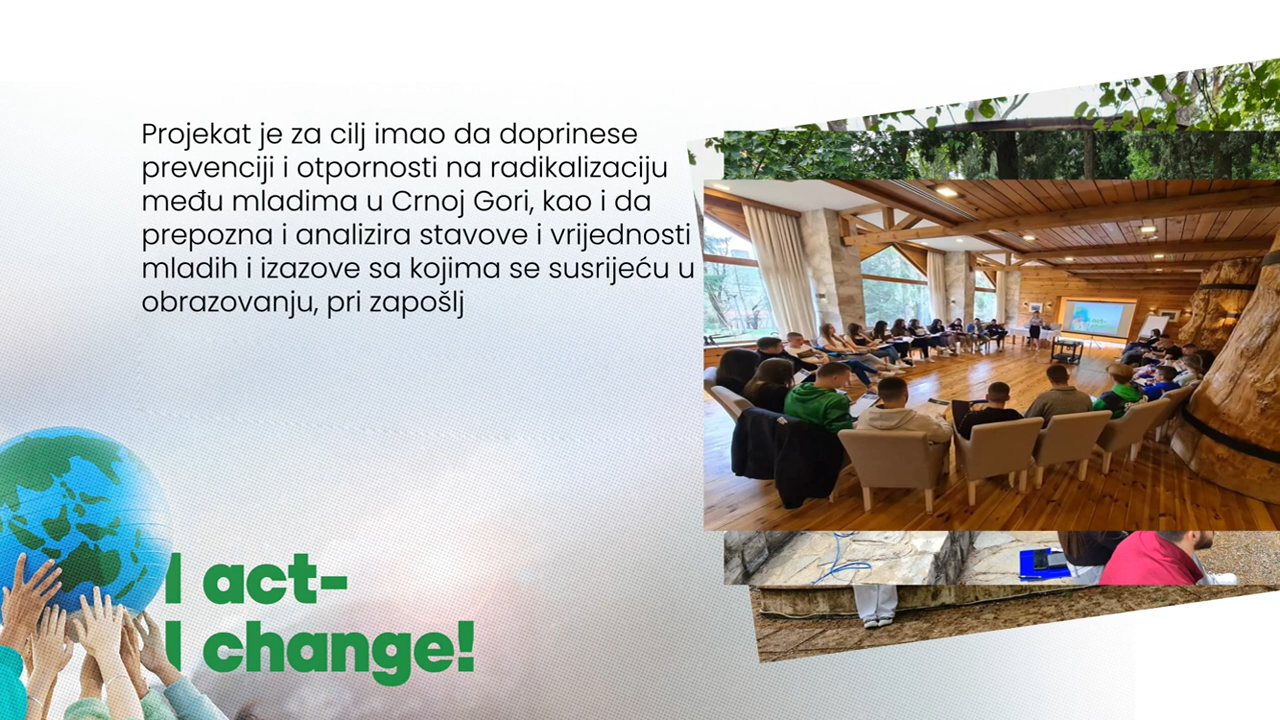 Projekat je za cilj imao da doprinese
prevenciji i otpornosti na radikalizaciju
među mladima u Crnoj Gori, kao i da
prepozna i analizira stavove i vrijednosti
mladih i izazove sa kojima se susrijeću u
obrazovanju, pri zapošlj
I act-
I change!